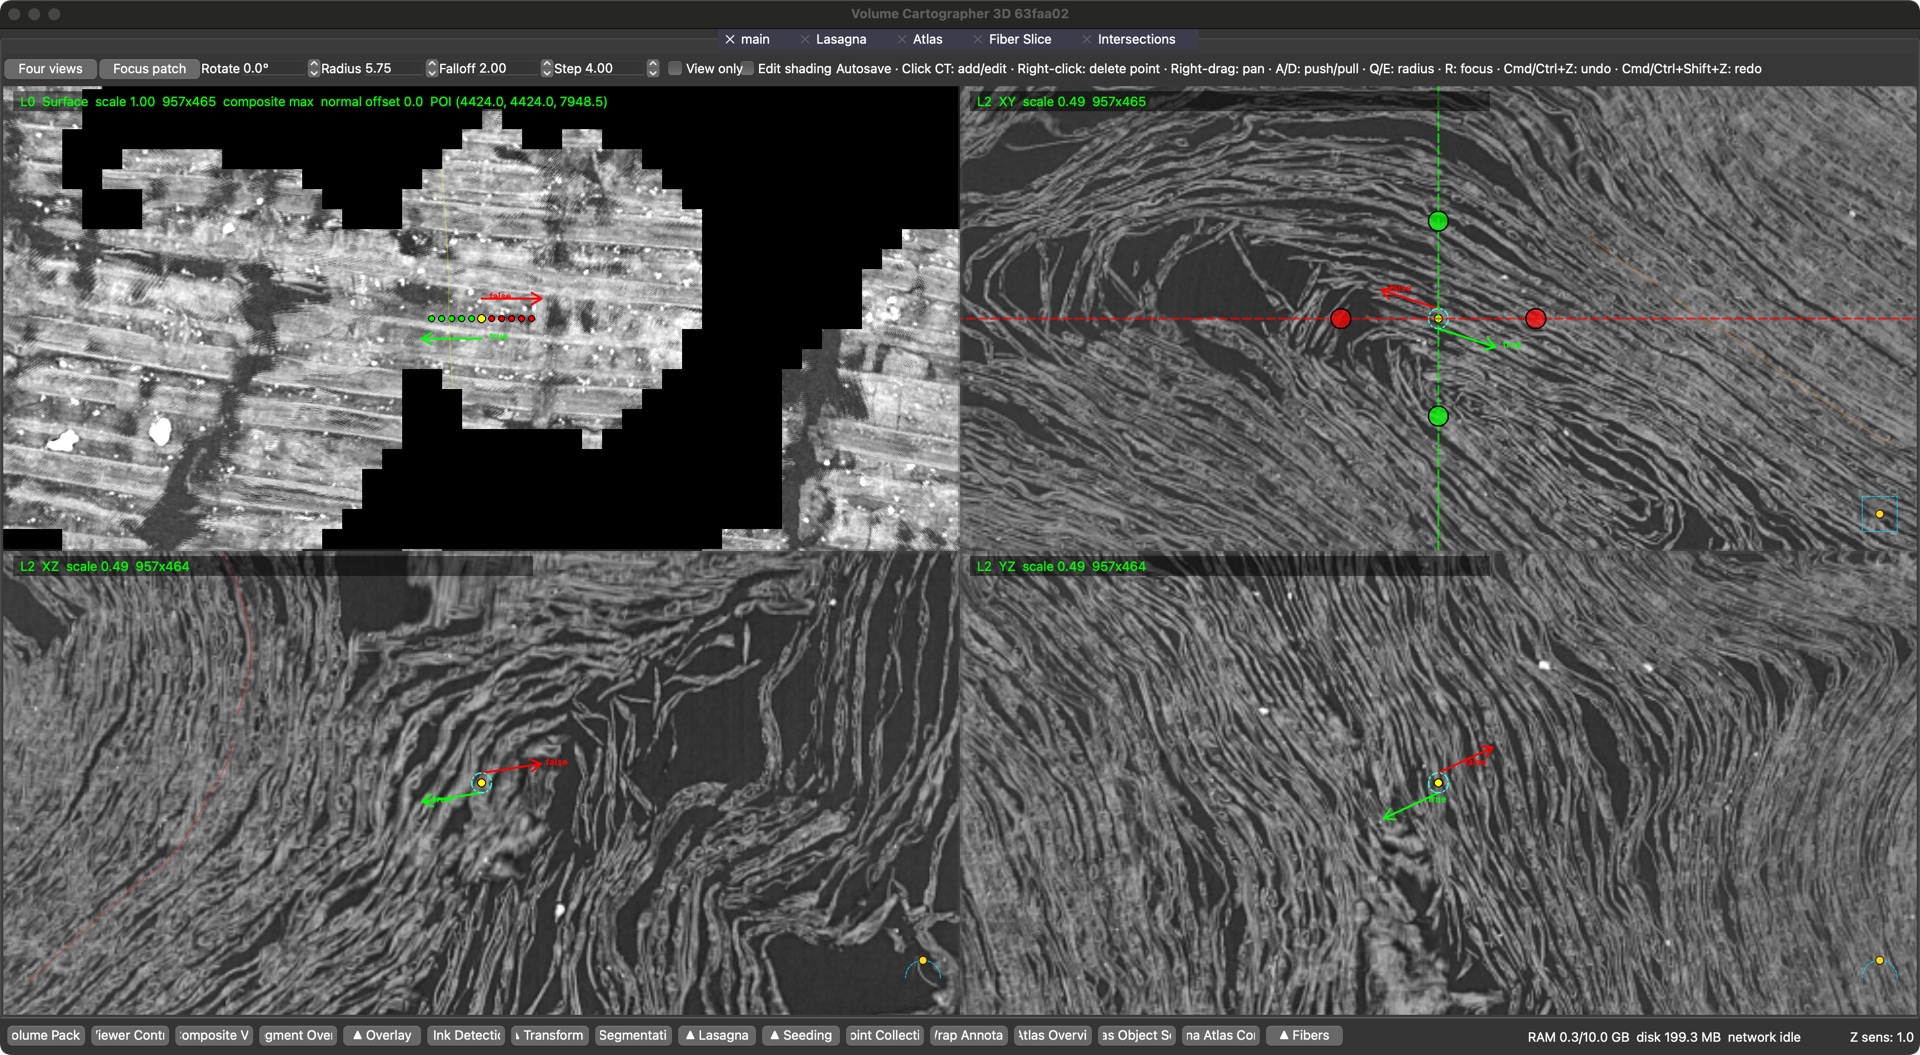 Volume Cartographer 3D 63faa02
main Lasagna Atlas Fiber Slice Intersections
Four views Focus patch Rotate 0.0° Radius 5.75 Falloff 2.00 Step 4.00 View only Edit shading Autosave · Click CT: add/edit · Right-click: delete point · Right-drag: pan · A/D: push/pull · Q/E: radius · R: focus · Cmd/Ctrl+Z: undo · Cmd/Ctrl+Shift+Z: redo
L0 Surface scale 1.00 957x465 composite max normal offset 0.0 POI (4424.0, 4424.0, 7948.5)
false
true
L2 XY scale 0.49 957x465
false
true
L2 XZ scale 0.49 957x464
false
true
L2 YZ scale 0.49 957x464
false
true
olume Pack iewer Cont omposite V gment Over Overlay Ink Detectic Transform Segmentati Lasagna Seeding oint Collecti rap Annota Atlas Overvi as Object Se na Atlas Co Fibers RAM 0.3/10.0 GB disk 199.3 MB network idle Z sens: 1.0